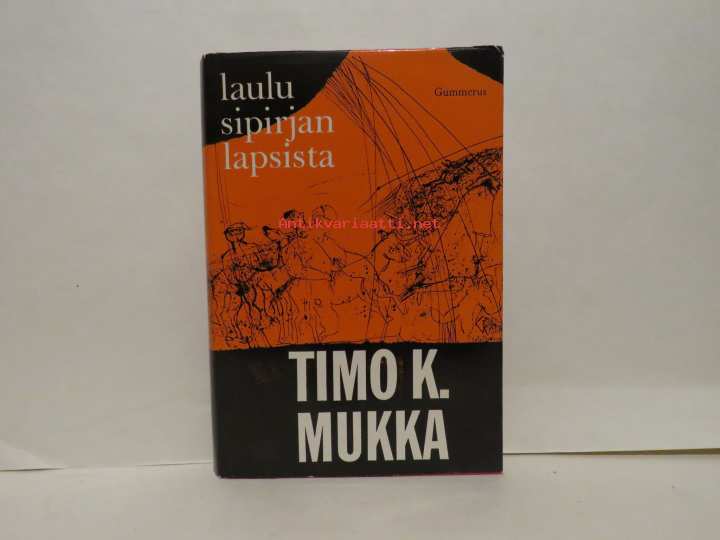 laulu
sipirjan
lapsista
Gummerus
Antikvariaatti.net
TIMO K.
MUKKA